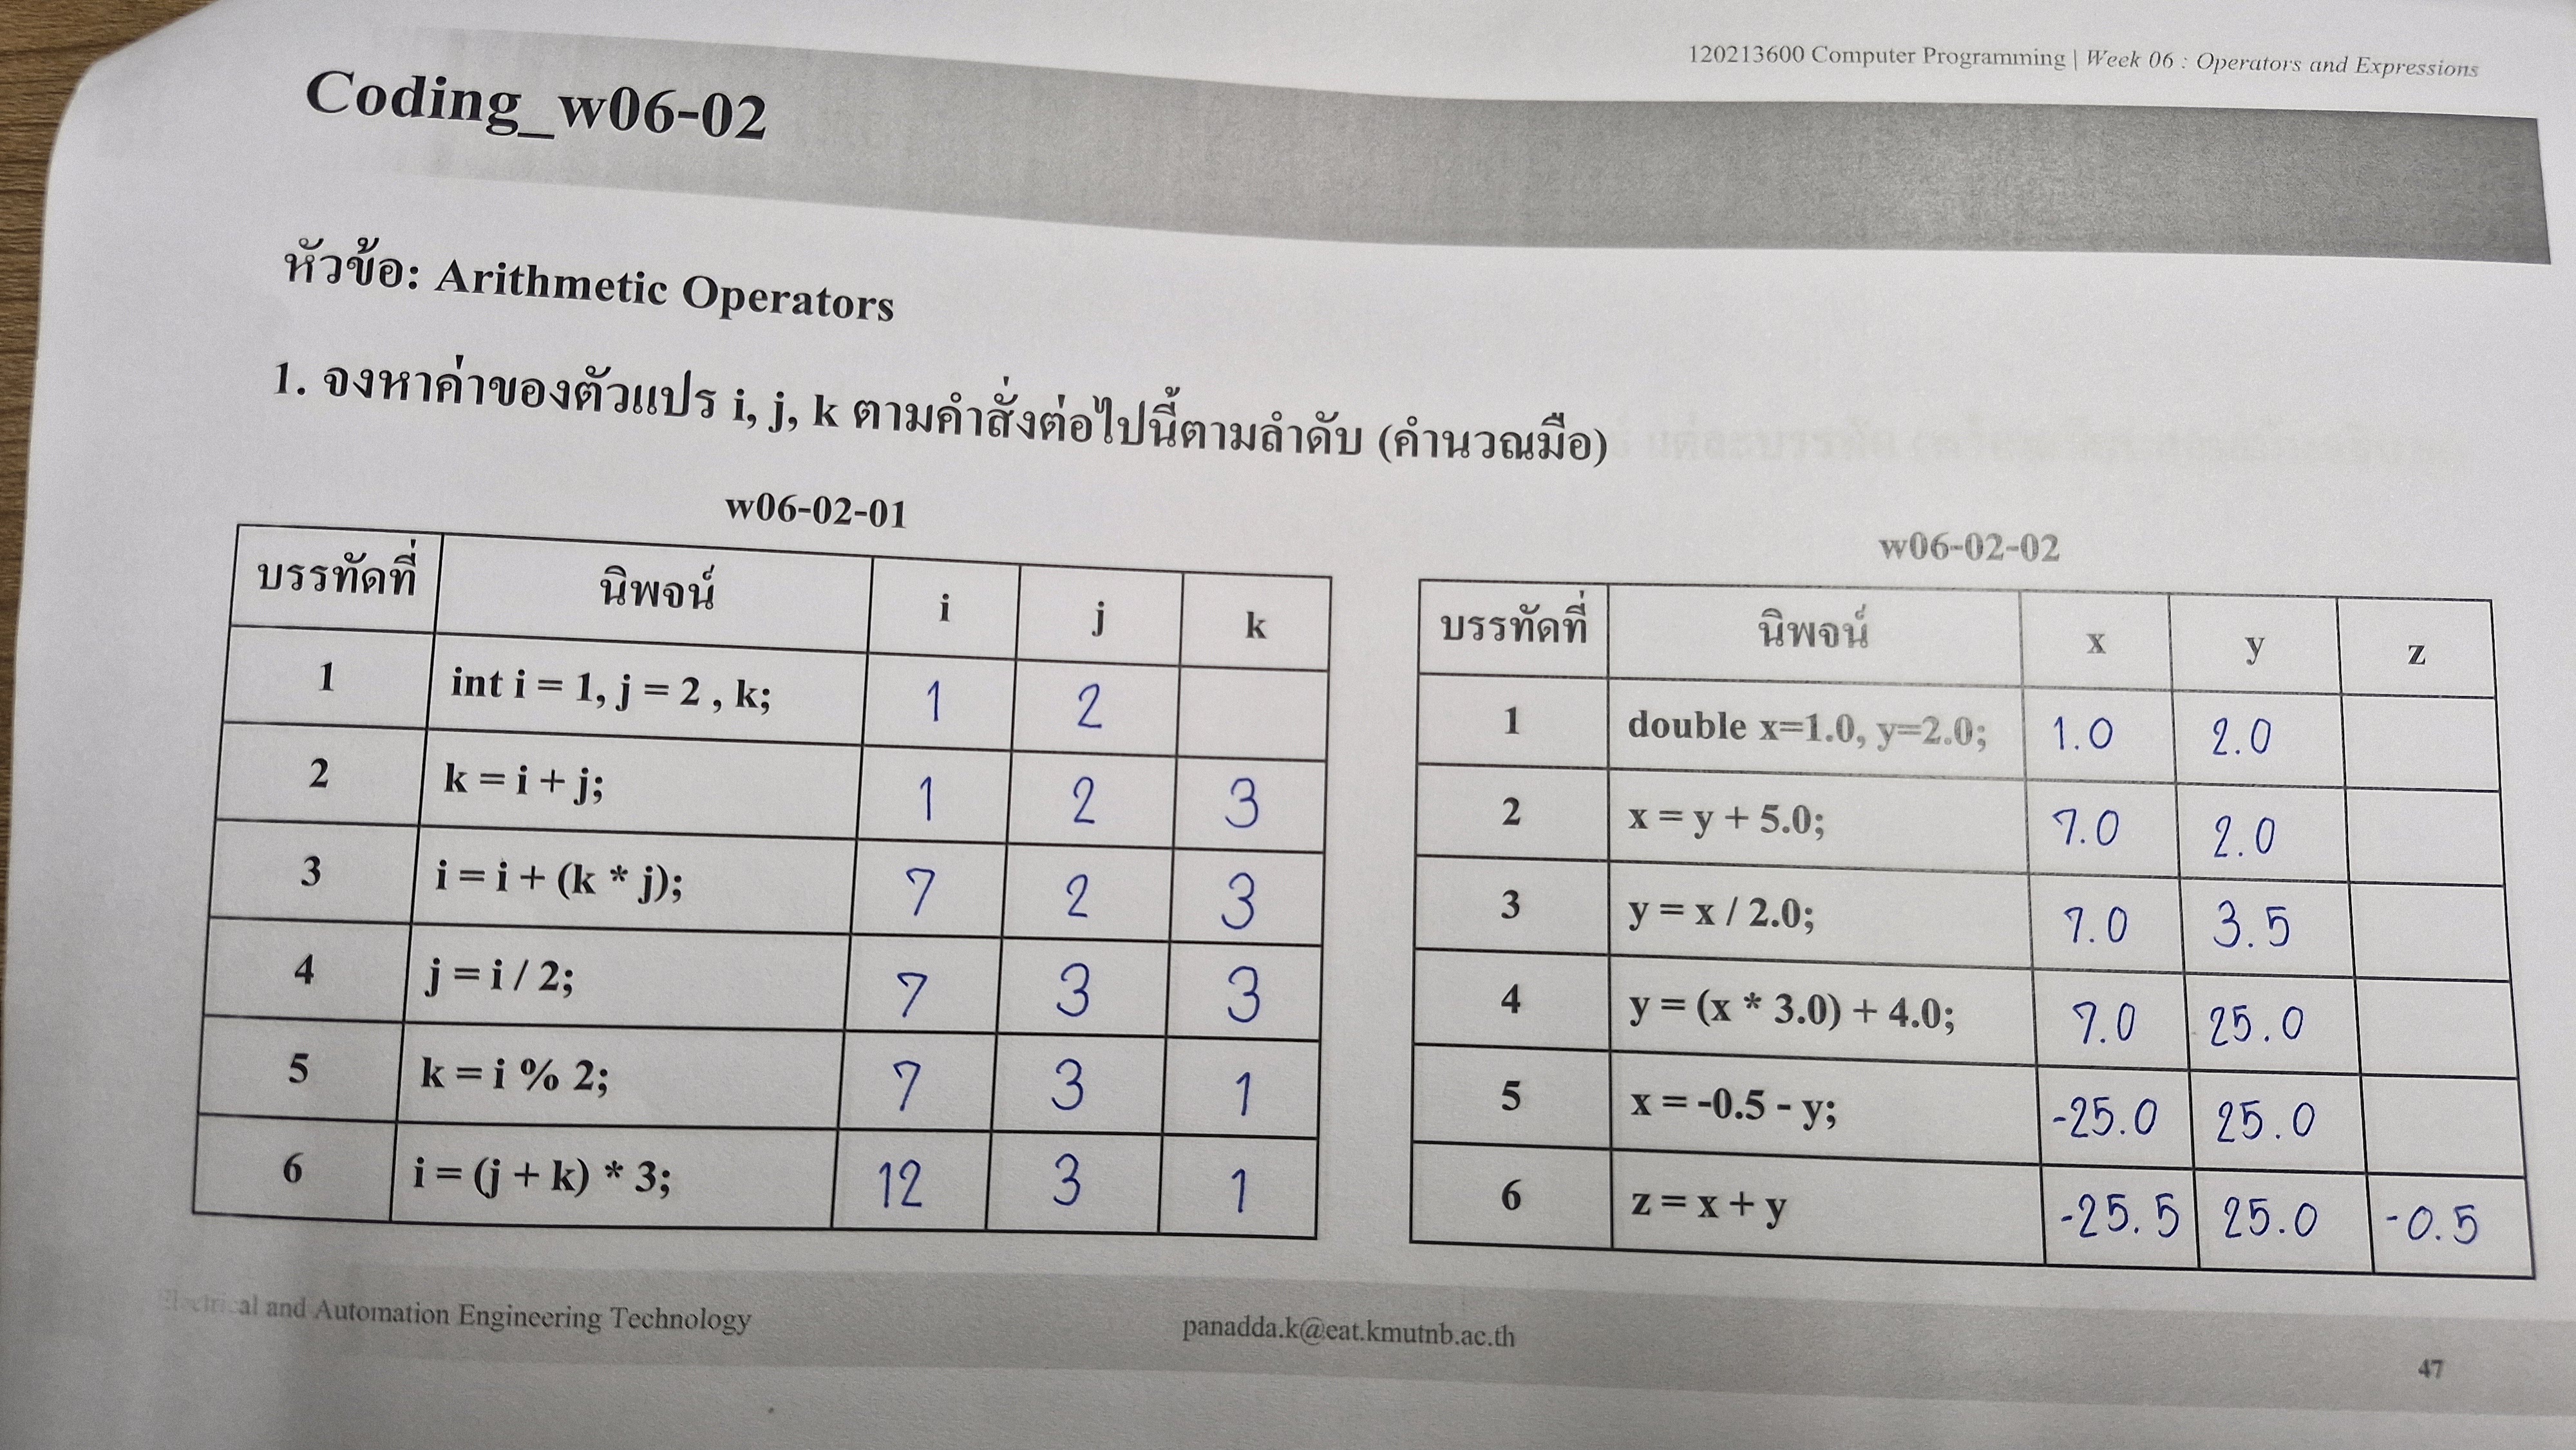 120213600 Computer Programming | Week 06 : Operators and Expressions
Coding_w06-02
หัวข้อ: Arithmetic Operators
1. จงหาค่าของตัวแปร i, j, k ตามคำสั่งต่อไปนี้ตามลำดับ (คำนวณมือ)
w06-02-01
บรรทัดที่ นิพจน์ i j k
1 int i = 1, j = 2 , k; 1 2
2 k = i + j; 1 2 3
3 i = i + (k * j); 7 2 3
4 j = i / 2; 7 3 3
5 k = i % 2; 7 3 1
6 i = (j + k) * 3; 12 3 1
w06-02-02
บรรทัดที่ นิพจน์ x y z
1 double x=1.0, y=2.0; 1.0 2.0
2 x = y + 5.0; 7.0 2.0
3 y = x / 2.0; 7.0 3.5
4 y = (x * 3.0) + 4.0; 7.0 25.0
5 x = -0.5 - y; -25.0 25.0
6 z = x + y -25.5 25.0 -0.5
Electrical and Automation Engineering Technology
panadda.k@eat.kmutnb.ac.th
47